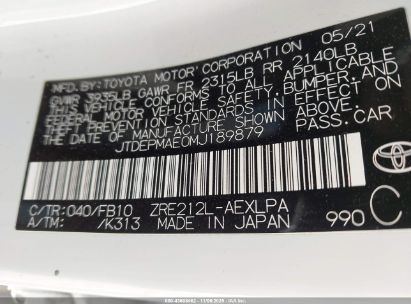 MFD.BY:TOYOTA MOTOR CORPORATION 05/21
GVWR 3935LB GAWR FR 2315LB RR 2140LB
THIS VEHICLE CONFORMS TO ALL APPLICABLE
FEDERAL MOTOR VEHICLE SAFETY, BUMPER, AND
THEFT PREVENTION STANDARDS IN EFFECT ON
THE DATE OF MANUFACTURE SHOWN ABOVE.
JTDEPMAE0MJ189879 PASS.CAR
C/TR:040/FB10 ZRE212L-AEXLPA
A/TM: /K313 MADE IN JAPAN 990 C
TOYOTA